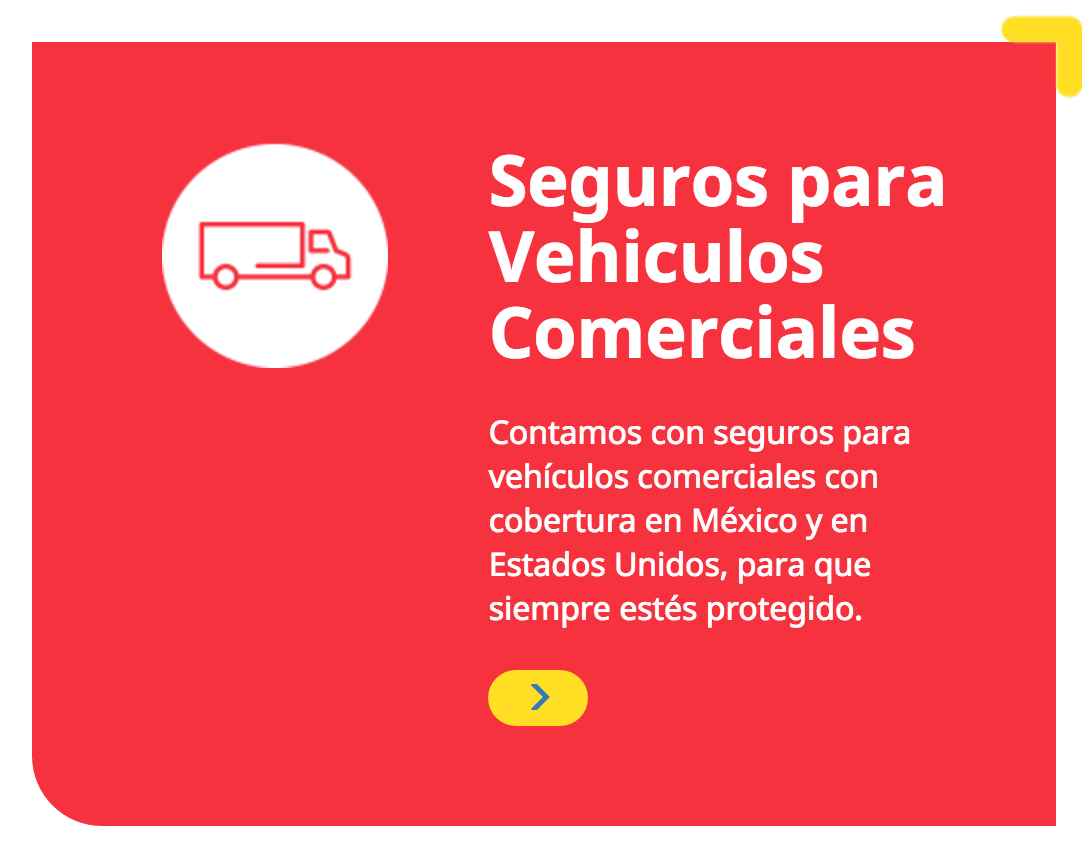 Seguros para
Vehiculos
Comerciales
Contamos con seguros para
vehículos comerciales con
cobertura en México y en
Estados Unidos, para que
siempre estés protegido.